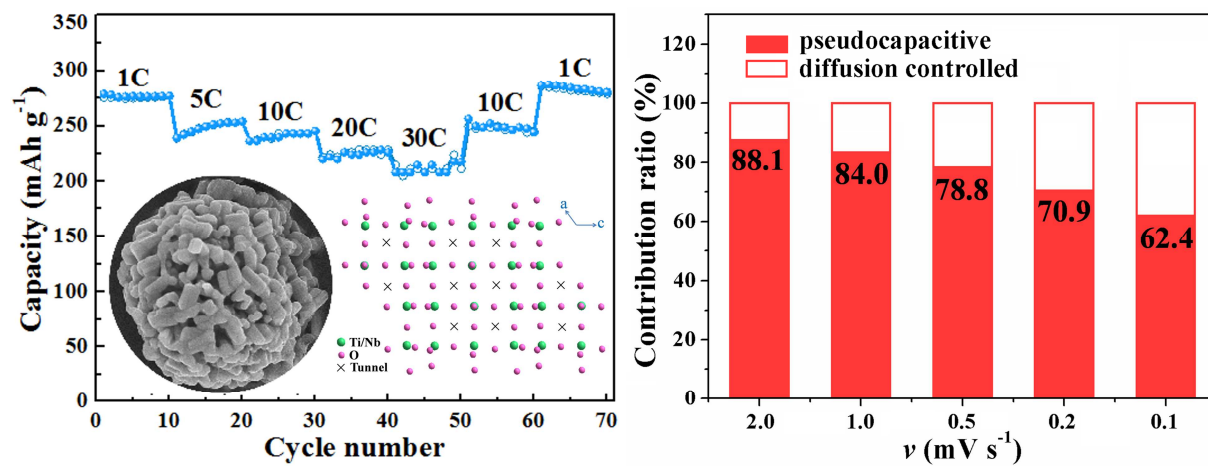 350
300
250
200
150
100
50
0
Capacity (mAh g⁻¹)
1C
5C
10C
20C
30C
10C
1C
a
c
Ti/Nb
O
Tunnel
0 10 20 30 40 50 60 70
Cycle number
120
100
80
60
40
20
0
Contribution ratio (%)
pseudocapacitive
diffusion controlled
88.1
84.0
78.8
70.9
62.4
2.0 1.0 0.5 0.2 0.1
v (mV s⁻¹)